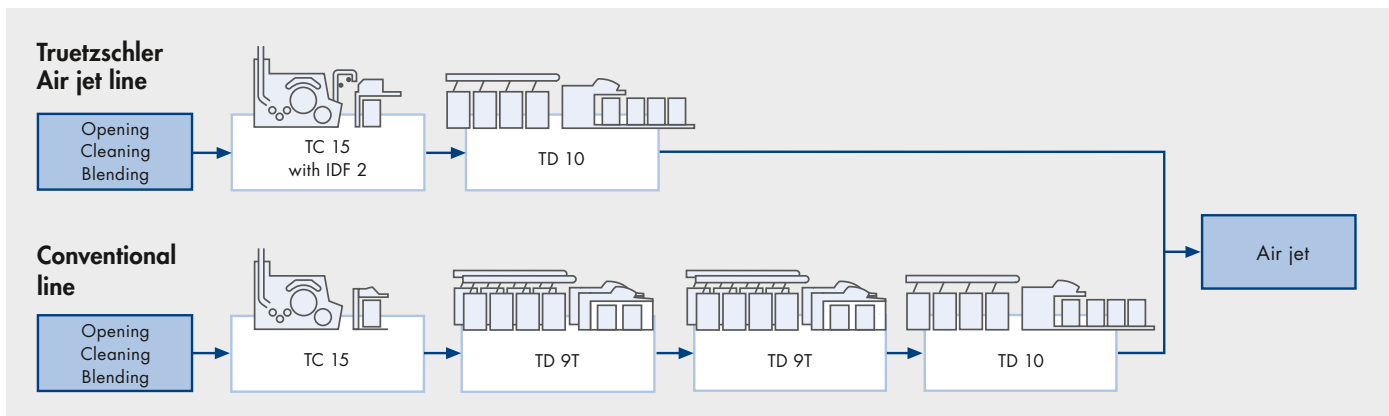 Truetzschler
Air jet line
Opening
Cleaning
Blending
TC 15
with IDF 2
TD 10
Conventional
line
Opening
Cleaning
Blending
TC 15
TD 9T
TD 9T
TD 10
Air jet